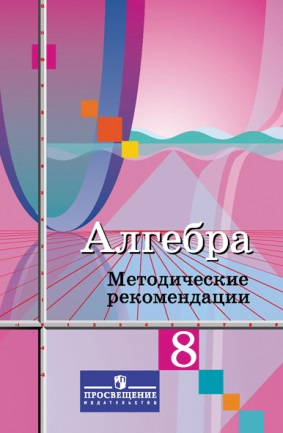 Алгебра
Методические
рекомендации
8
ПРОСВЕЩЕНИЕ
ИЗДАТЕЛЬСТВО